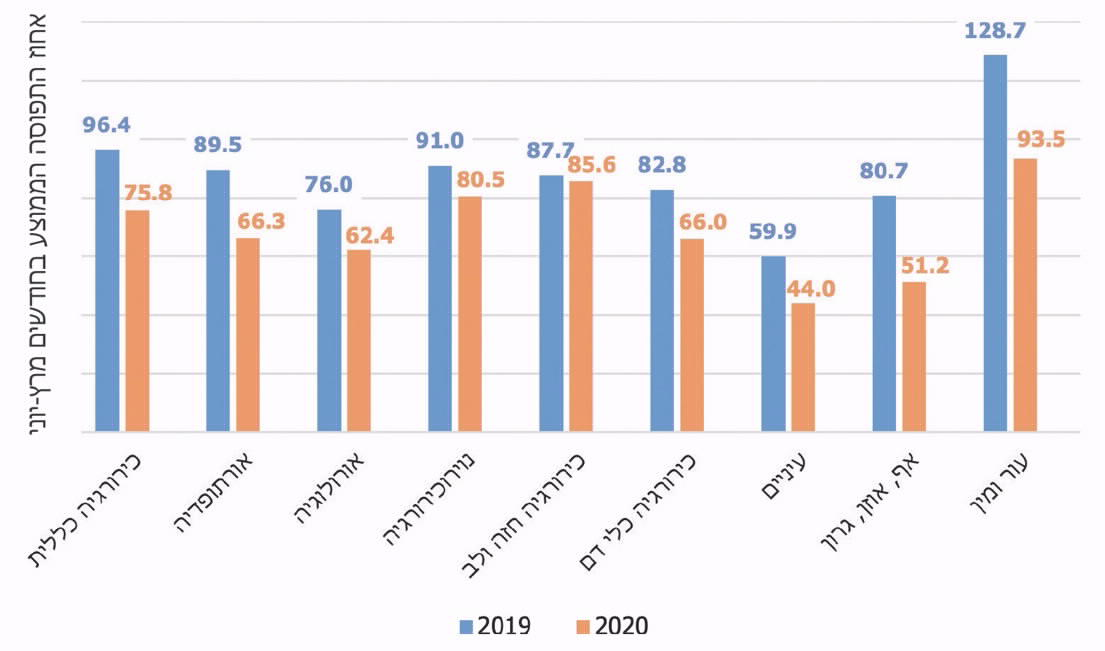 אחוז התפוסה הממוצע בחודשים מרץ-יוני
96.4
75.8
89.5
66.3
76.0
62.4
91.0
80.5
87.7
85.6
82.8
66.0
59.9
44.0
80.7
51.2
128.7
93.5
כירורגיה כללית
אורתופדיה
אורולוגיה
נוירוכירורגיה
כירורגיה חזה ולב
כירורגיה כלי דם
עיניים
אף, אוזן, גרון
עור ומין
2019
2020